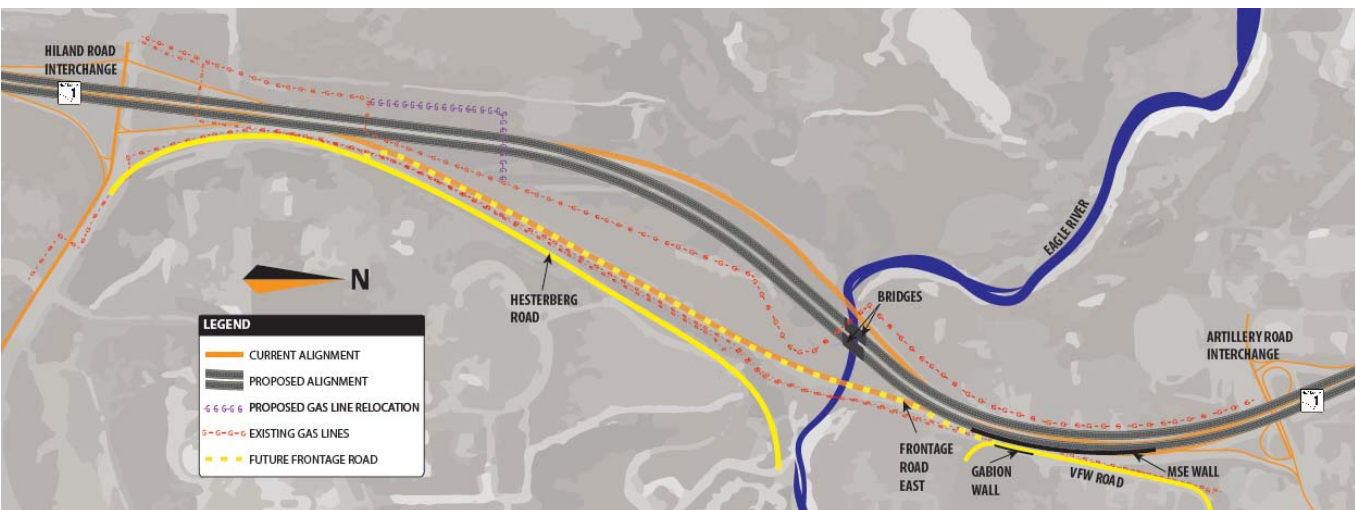 HILAND ROAD
INTERCHANGE
1
N
HESTERBERG
ROAD
EAGLE RIVER
BRIDGES
ARTILLERY ROAD
INTERCHANGE
1
FRONTAGE
ROAD
EAST
GABION
WALL
VFW ROAD
MSE WALL
LEGEND
CURRENT ALIGNMENT
PROPOSED ALIGNMENT
PROPOSED GAS LINE RELOCATION
EXISTING GAS LINES
FUTURE FRONTAGE ROAD